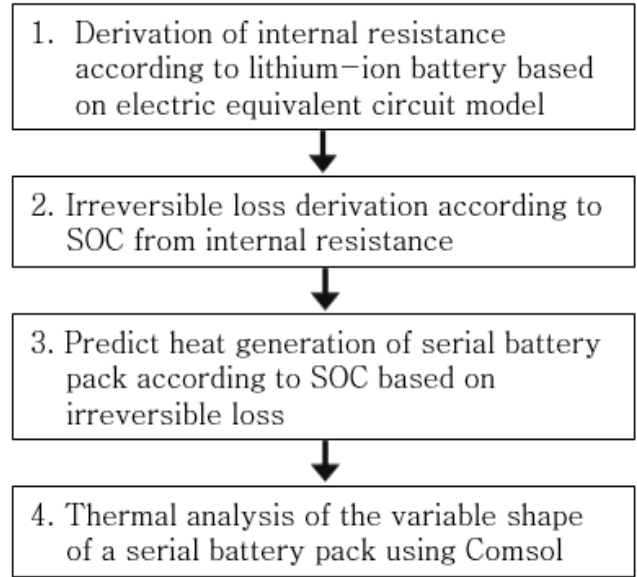 1. Derivation of internal resistance
according to lithium-ion battery based
on electric equivalent circuit model
2. Irreversible loss derivation according to
SOC from internal resistance
3. Predict heat generation of serial battery
pack according to SOC based on
irreversible loss
4. Thermal analysis of the variable shape
of a serial battery pack using Comsol